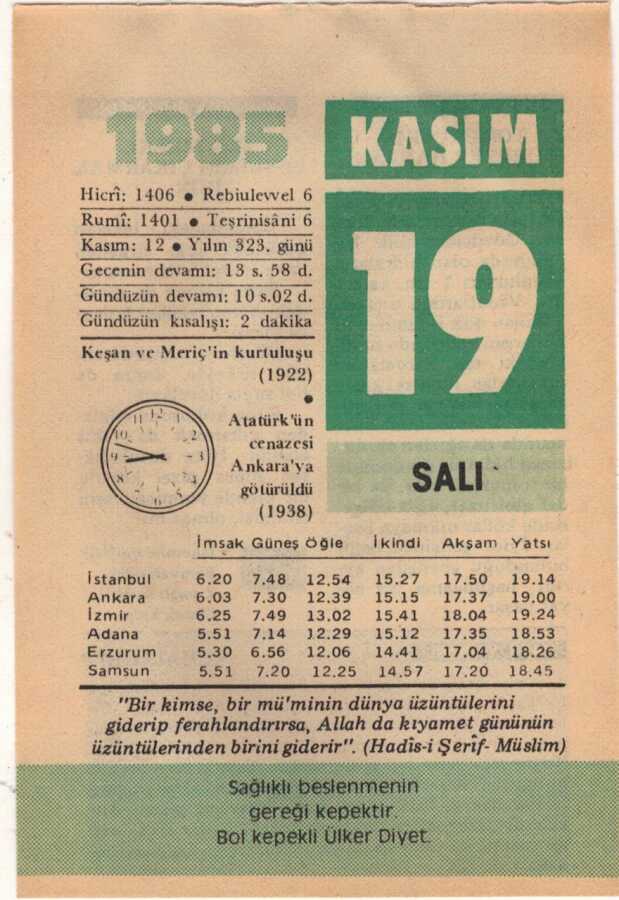 1985
KASIM
19
SALI
Hicrî: 1406 • Rebiulevvel 6
Rumî: 1401 • Teşrinisâni 6
Kasım: 12 • Yılın 323. günü
Gecenin devamı: 13 s. 58 d.
Gündüzün devamı: 10 s.02 d.
Gündüzün kısalışı: 2 dakika
Keşan ve Meriç'in kurtuluşu
(1922)
•
Atatürk'ün
cenazesi
Ankara'ya
götürüldü
(1938)
İmsak Güneş Öğle İkindi Akşam Yatsı
İstanbul 6.20 7.48 12.54 15.27 17.50 19.14
Ankara 6.03 7.30 12.39 15.15 17.37 19.00
İzmir 6.25 7.49 13.02 15.41 18.04 19.24
Adana 5.51 7.14 12.29 15.12 17.35 18.53
Erzurum 5.30 6.56 12.06 14.41 17.04 18.26
Samsun 5.51 7.20 12.25 14.57 17.20 18.45
"Bir kimse, bir mü'minin dünya üzüntülerini
giderip ferahlandırırsa, Allah da kıyamet gününün
üzüntülerinden birini giderir". (Hadîs-i Şerîf- Müslim)
Sağlıklı beslenmenin
gereği kepektir.
Bol kepekli Ülker Diyet.